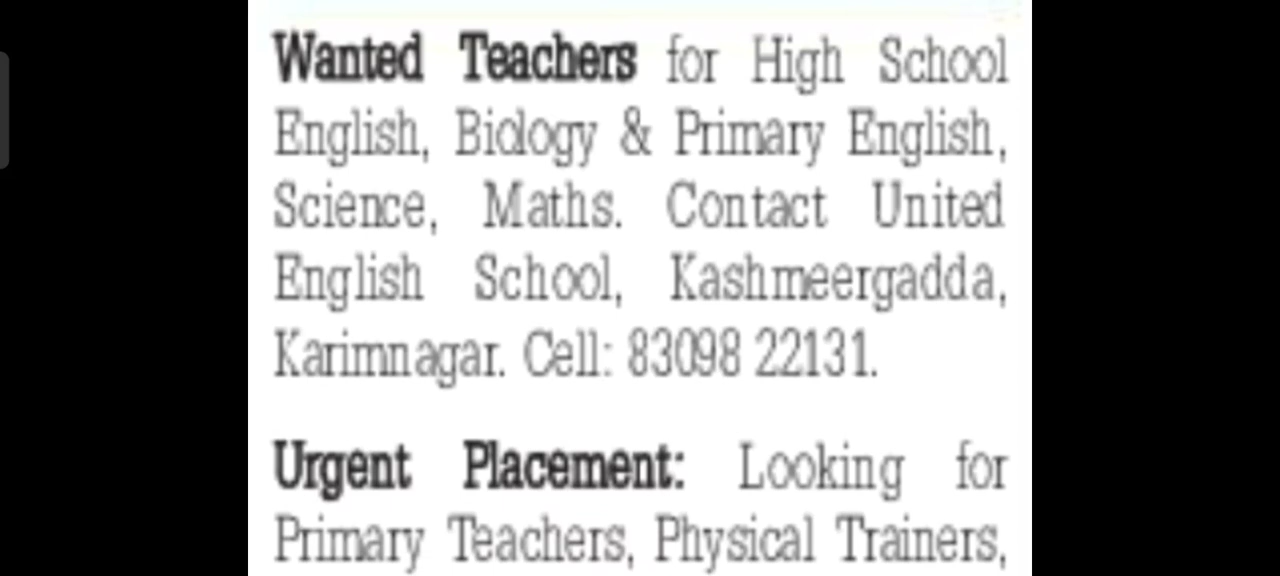 Wanted Teachers for High School
English, Biology & Primary English,
Science, Maths. Contact United
English School, Kashmeergadda,
Karimnagar. Cell: 83098 22131.
Urgent Placement: Looking for
Primary Teachers, Physical Trainers,